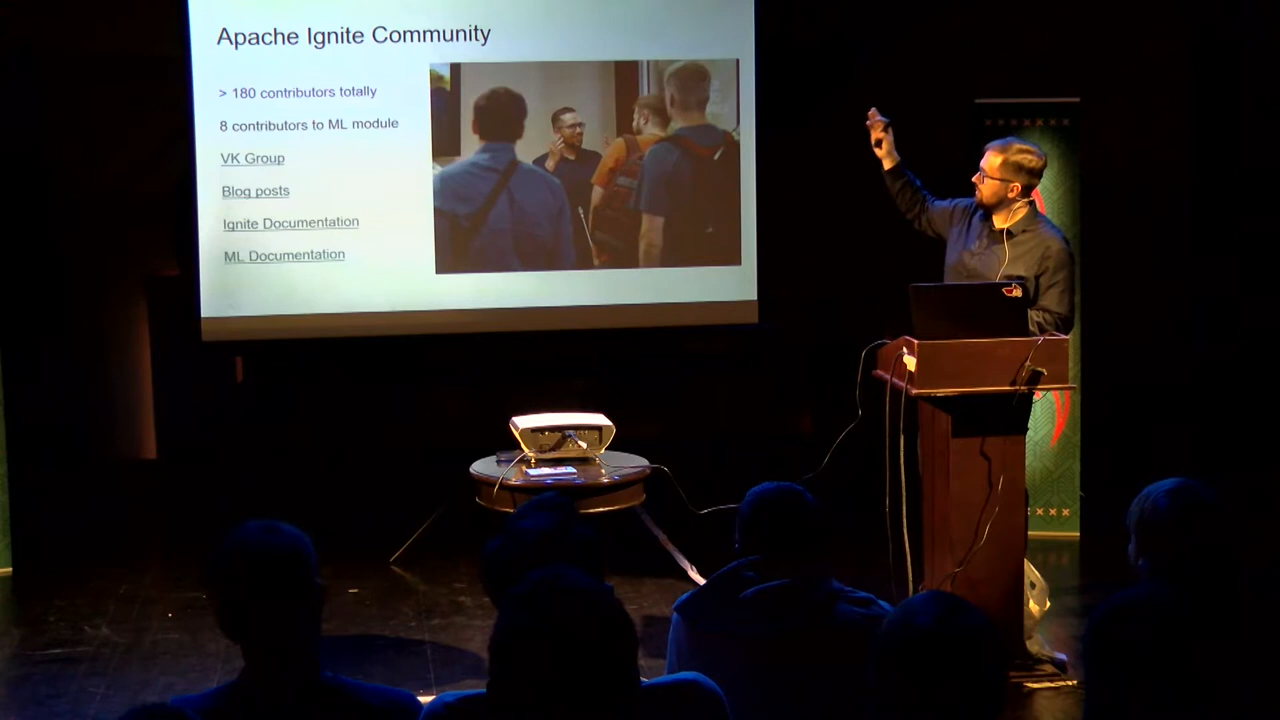 Apache Ignite Community
> 180 contributors totally
8 contributors to ML module
VK Group
Blog posts
Ignite Documentation
ML Documentation